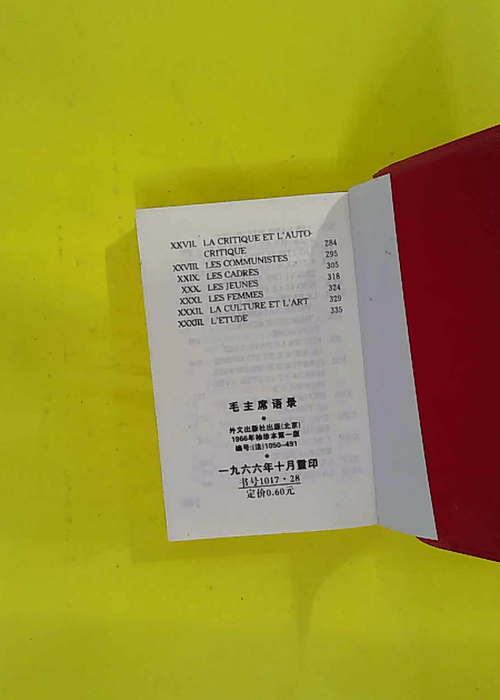 XXVII. LA CRITIQUE ET L'AUTO-
CRITIQUE 284
XXVIII. LES COMMUNISTES 295
XXIX. LES CADRES 305
XXX. LES JEUNES 318
XXXI. LES FEMMES 324
XXXII. LA CULTURE ET L'ART 329
XXXIII. L'ETUDE 335
毛主席语录
*
外文出版社出版(北京)
1966年袖珍本第一版
编号:(法)1050—491
*
一九六六年十月重印
书号1017·28
定价0.60元